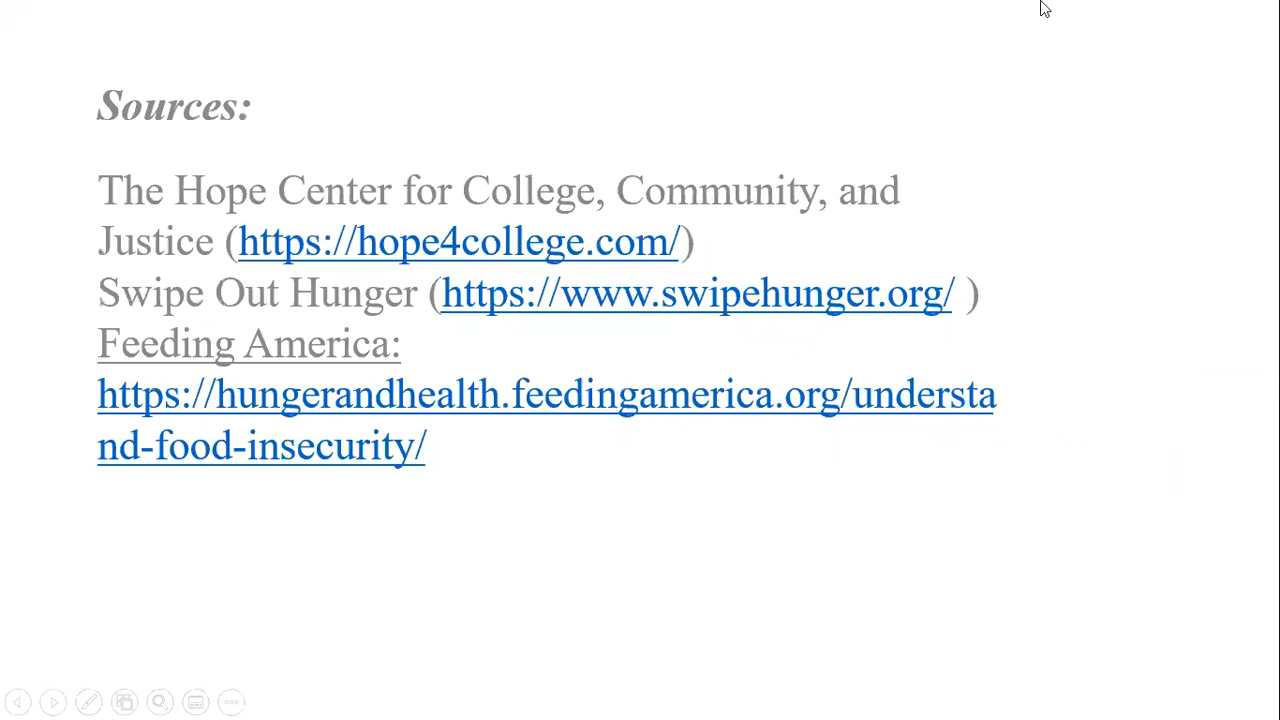 Sources:
The Hope Center for College, Community, and
Justice (https://hope4college.com/)
Swipe Out Hunger (https://www.swipehunger.org/ )
Feeding America:
https://hungerandhealth.feedingamerica.org/understa
nd-food-insecurity/